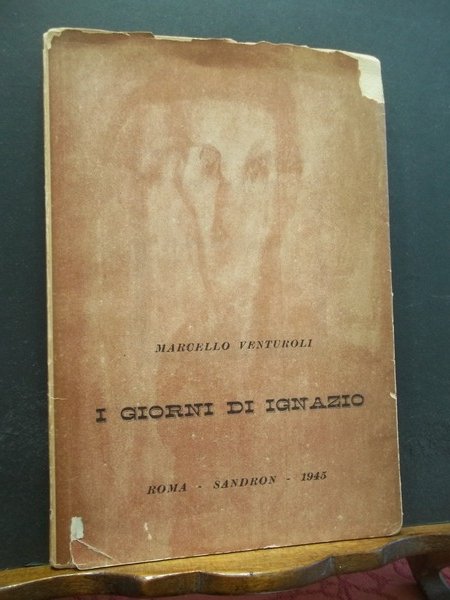 MARCELLO VENTUROLI
I GIORNI DI IGNAZIO
ROMA - SANDRON - 1945